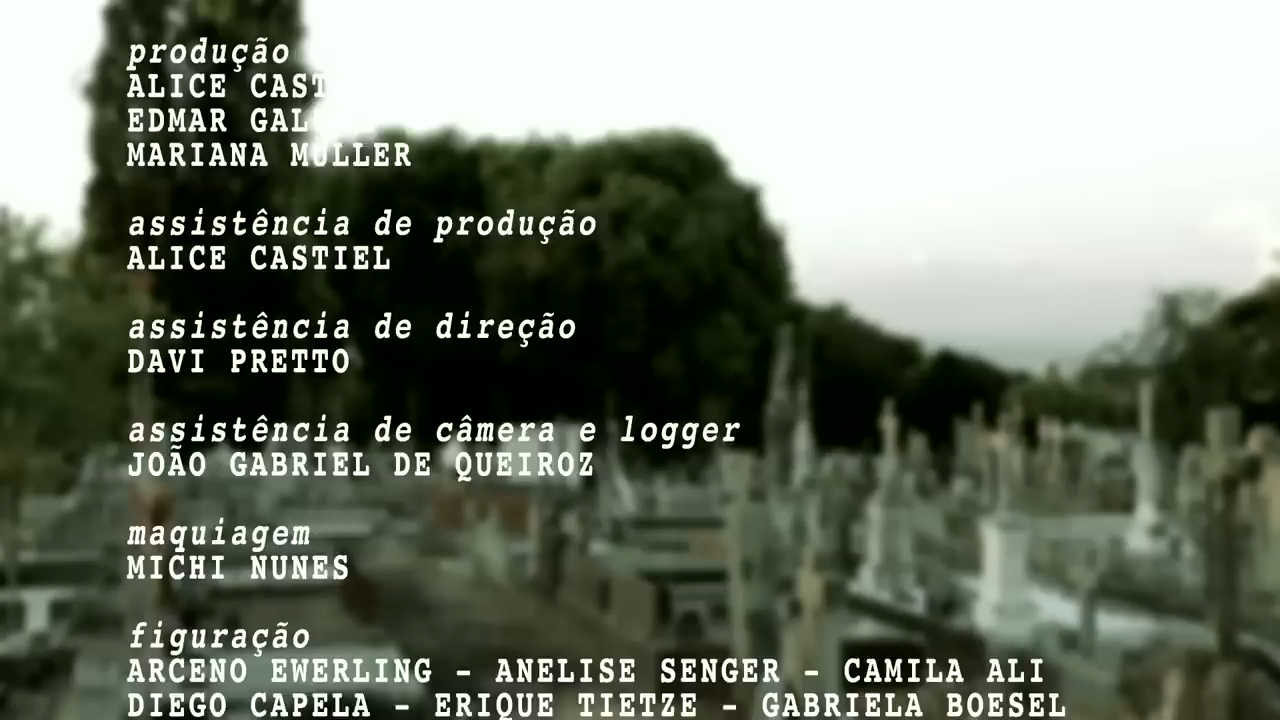 produção
ALICE
EDMAR
MARIANA MULLER
assistência de produção
ALICE CASTIEL
assistência de direção
DAVI PRETTO
assistência de câmera e logger
JOÃO GABRIEL DE QUEIROZ
maquiagem
MICHI NUNES
figuração
ARCENO EWERLING – ANELISE SENGER – CAMILA ALI
DIEGO CAPELA – ERIQUE TIETZE – GABRIELA BOESEL